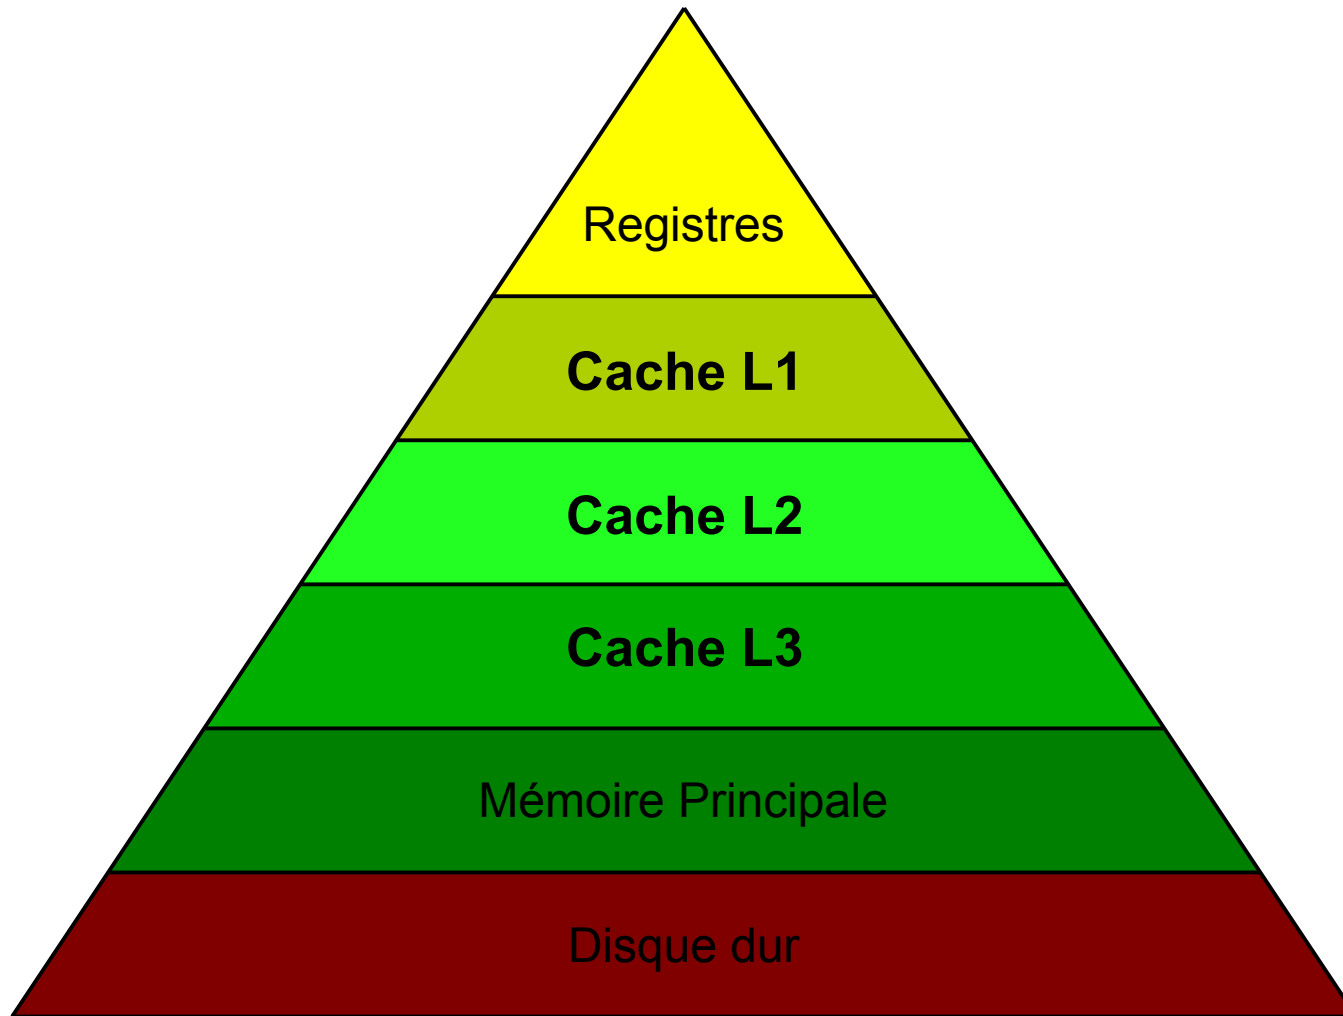 Registres
Cache L1
Cache L2
Cache L3
Mémoire Principale
Disque dur